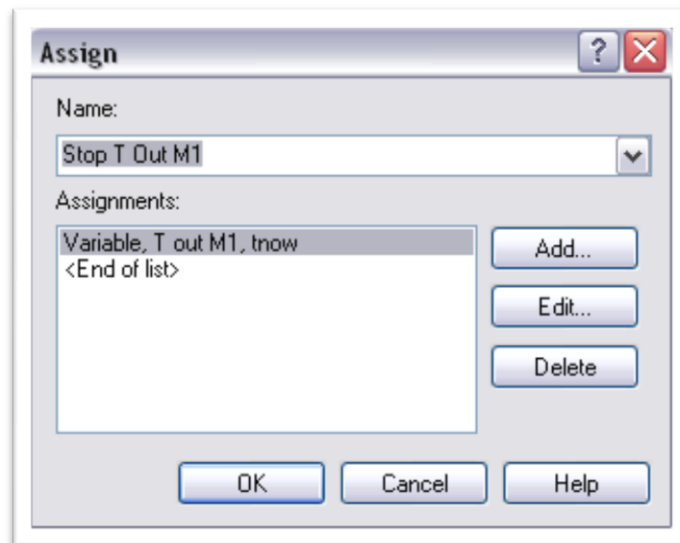 Assign
?
Name:
Stop T Out M1
Assignments:
Variable, T out M1, tnow
<End of list>
Add...
Edit...
Delete
OK
Cancel
Help